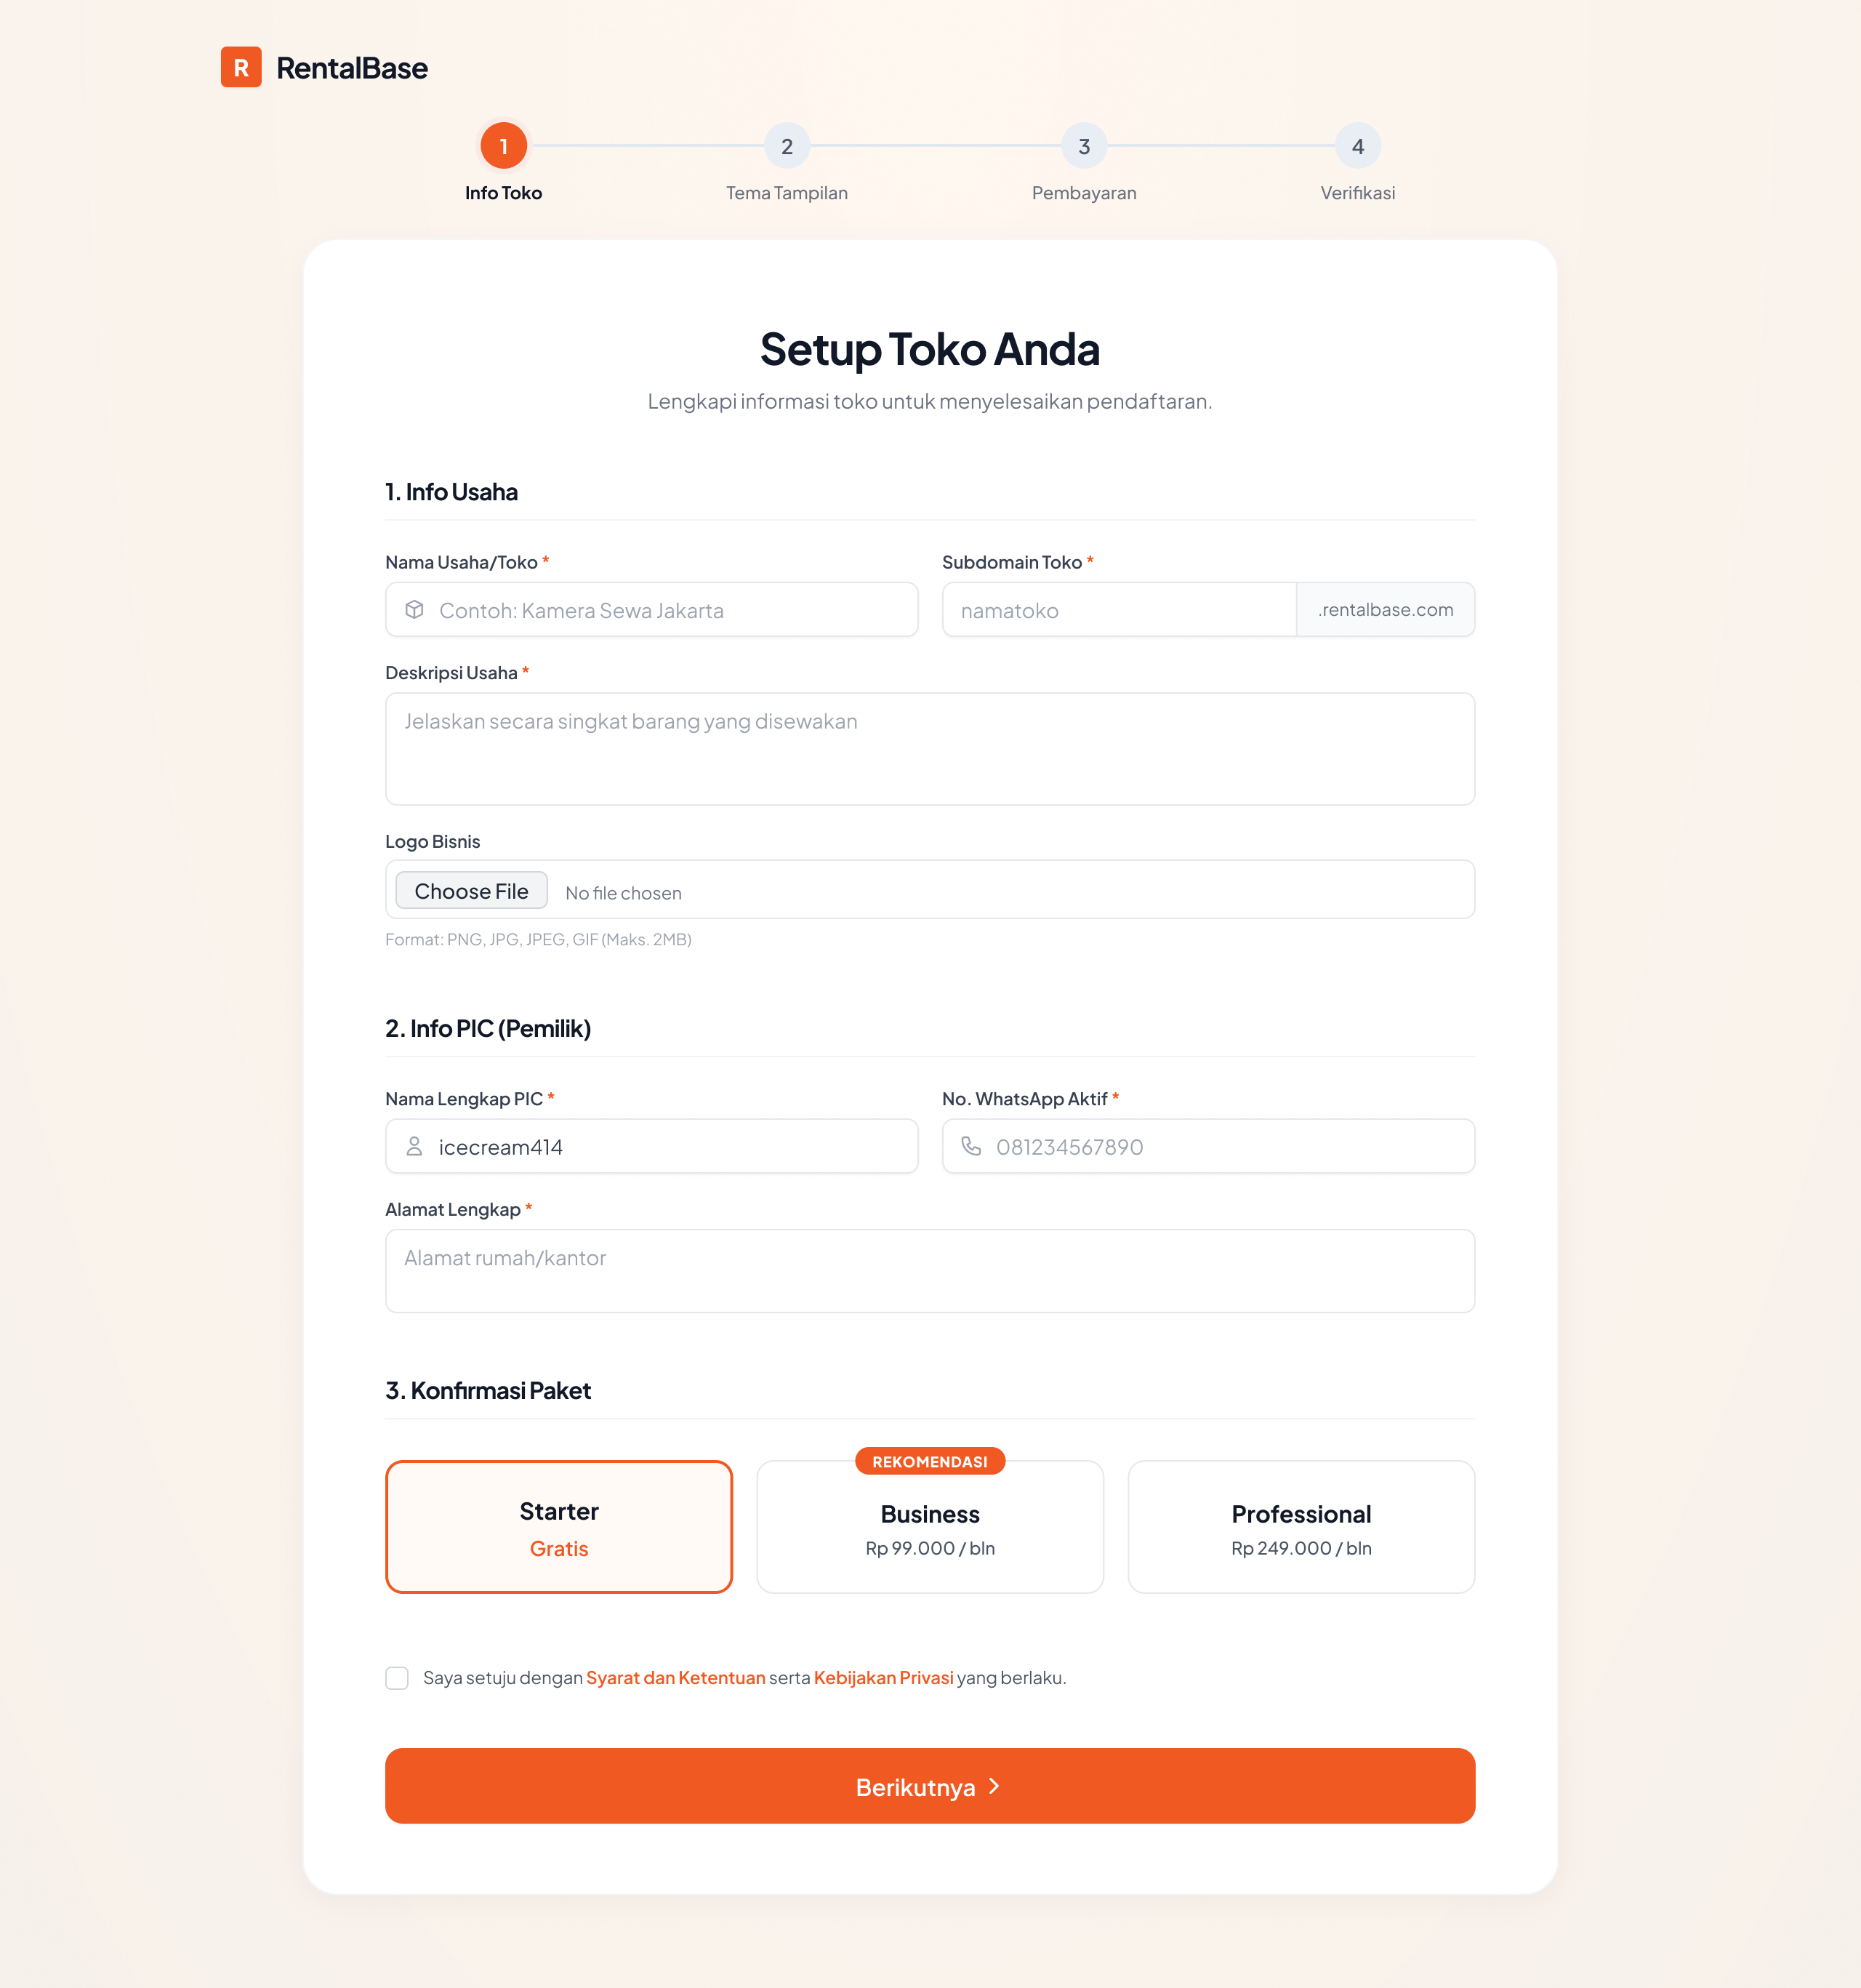 R RentalBase
1 2 3 4
Info Toko Tema Tampilan Pembayaran Verifikasi
Setup Toko Anda
Lengkapi informasi toko untuk menyelesaikan pendaftaran.
1. Info Usaha
Nama Usaha/Toko * Subdomain Toko *
Contoh: Kamera Sewa Jakarta namatoko .rentalbase.com
Deskripsi Usaha *
Jelaskan secara singkat barang yang disewakan
Logo Bisnis
Choose File No file chosen
Format: PNG, JPG, JPEG, GIF (Maks. 2MB)
2. Info PIC (Pemilik)
Nama Lengkap PIC * No. WhatsApp Aktif *
icecream414 081234567890
Alamat Lengkap *
Alamat rumah/kantor
3. Konfirmasi Paket
REKOMENDASI
Starter Business Professional
Gratis Rp 99.000 / bln Rp 249.000 / bln
Saya setuju dengan Syarat dan Ketentuan serta Kebijakan Privasi yang berlaku.
Berikutnya